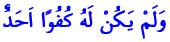 وَلَمْ يَكُنْ لَهُ كُفُوًا اَحَدٌ